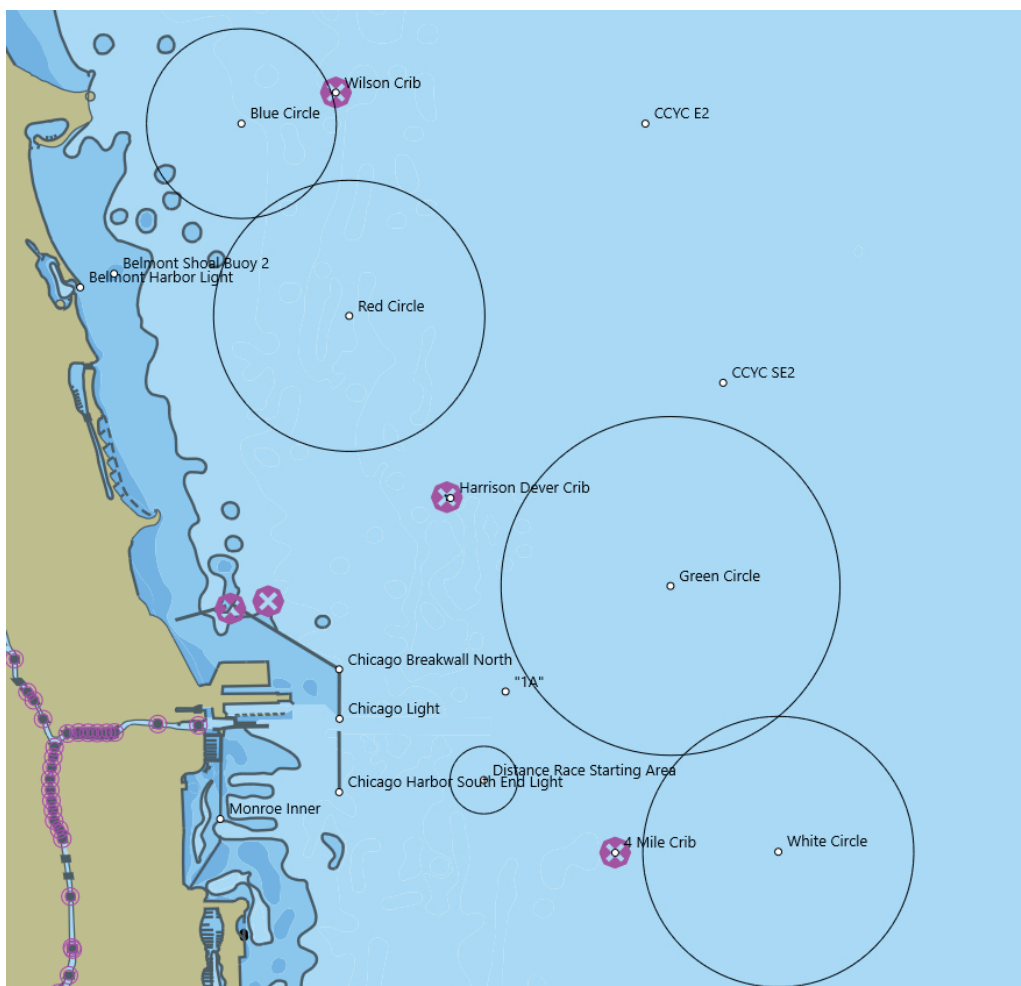 Wilson Crib
Blue Circle
CCYC E2
Belmont Shoal Buoy 2
Belmont Harbor Light
Red Circle
CCYC SE2
Harrison Dever Crib
Green Circle
Chicago Breakwall North
"1A"
Chicago Light
Distance Race Starting Area
Chicago Harbor South End Light
Monroe Inner
4 Mile Crib
White Circle